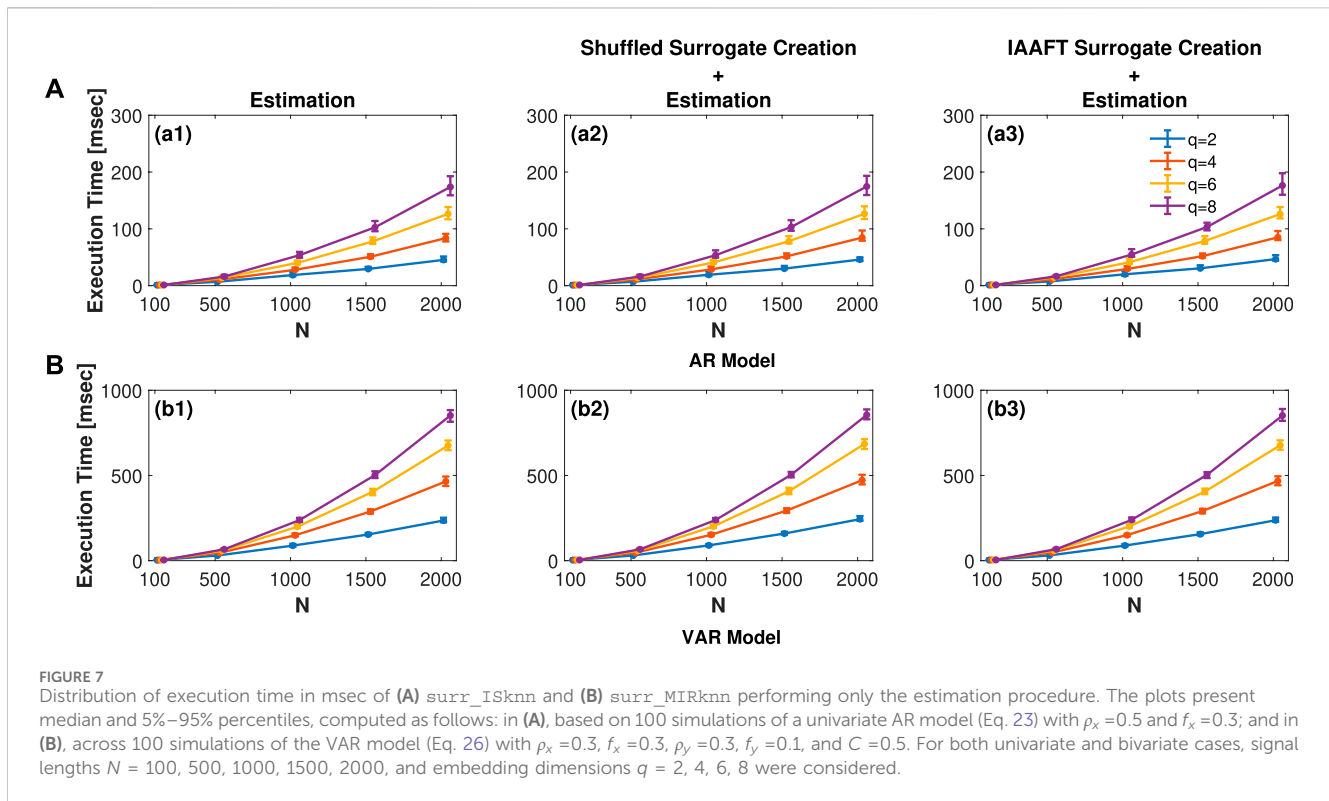 Shuffled Surrogate Creation
IAAFT Surrogate Creation
+
+
A
Estimation
Estimation
Estimation
Execution Time [msec]
300
200
100
0
(a1)
100 500 1000 1500 2000
N
300
200
100
0
(a2)
100 500 1000 1500 2000
N
300
200
100
0
(a3)
q=2
q=4
q=6
q=8
100 500 1000 1500 2000
N
AR Model
B
Execution Time [msec]
1000
500
0
(b1)
100 500 1000 1500 2000
N
1000
500
0
(b2)
100 500 1000 1500 2000
N
1000
500
0
(b3)
100 500 1000 1500 2000
N
VAR Model
FIGURE 7
Distribution of execution time in msec of (A) surr_ISknn and (B) surr_MIRknn performing only the estimation procedure. The plots present
median and 5%–95% percentiles, computed as follows: in (A), based on 100 simulations of a univariate AR model (Eq. 23) with ρx =0.5 and fx =0.3; and in
(B), across 100 simulations of the VAR model (Eq. 26) with ρx =0.3, fx =0.3, ρy =0.3, fy =0.1, and C =0.5. For both univariate and bivariate cases, signal
lengths N = 100, 500, 1000, 1500, 2000, and embedding dimensions q = 2, 4, 6, 8 were considered.